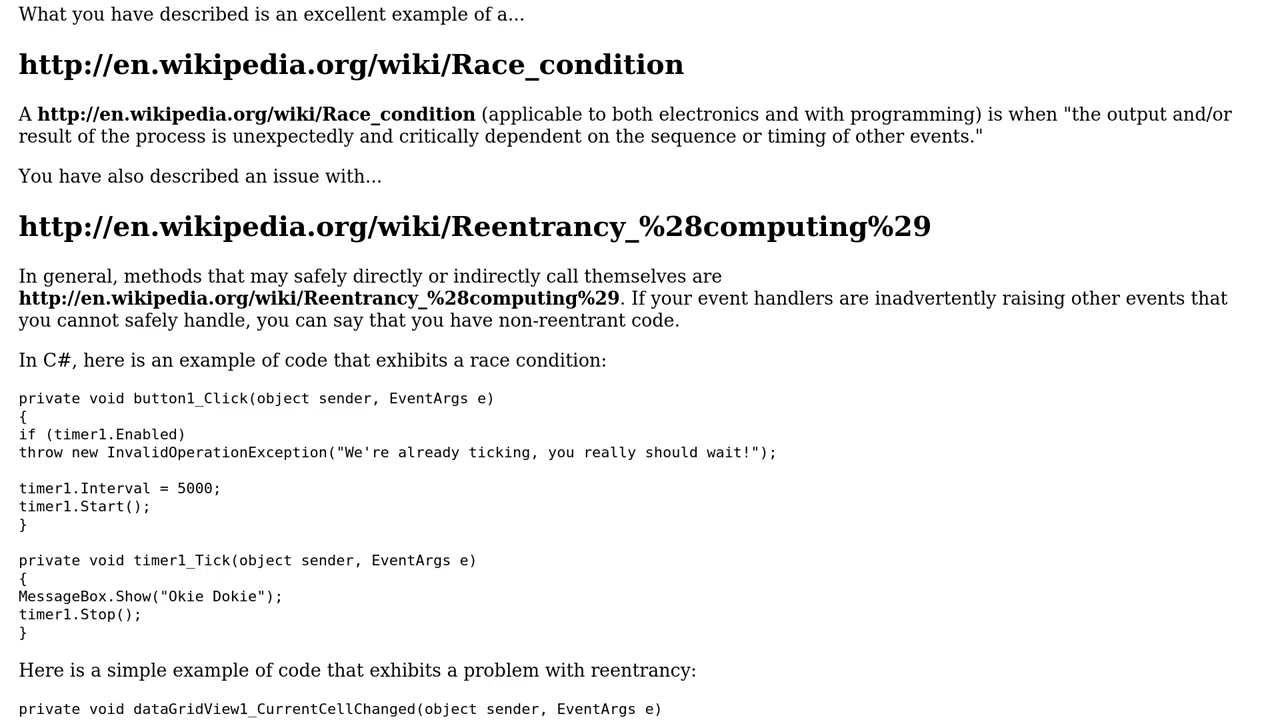 What you have described is an excellent example of a...
http://en.wikipedia.org/wiki/Race_condition
A http://en.wikipedia.org/wiki/Race_condition (applicable to both electronics and with programming) is when "the output and/or
result of the process is unexpectedly and critically dependent on the sequence or timing of other events."
You have also described an issue with...
http://en.wikipedia.org/wiki/Reentrancy_%28computing%29
In general, methods that may safely directly or indirectly call themselves are
http://en.wikipedia.org/wiki/Reentrancy_%28computing%29. If your event handlers are inadvertently raising other events that
you cannot safely handle, you can say that you have non-reentrant code.
In C#, here is an example of code that exhibits a race condition:
private void button1_Click(object sender, EventArgs e)
{
if (timer1.Enabled)
throw new InvalidOperationException("We're already ticking, you really should wait!");
timer1.Interval = 5000;
timer1.Start();
}
private void timer1_Tick(object sender, EventArgs e)
{
MessageBox.Show("Okie Dokie");
timer1.Stop();
}
Here is a simple example of code that exhibits a problem with reentrancy:
private void dataGridView1_CurrentCellChanged(object sender, EventArgs e)